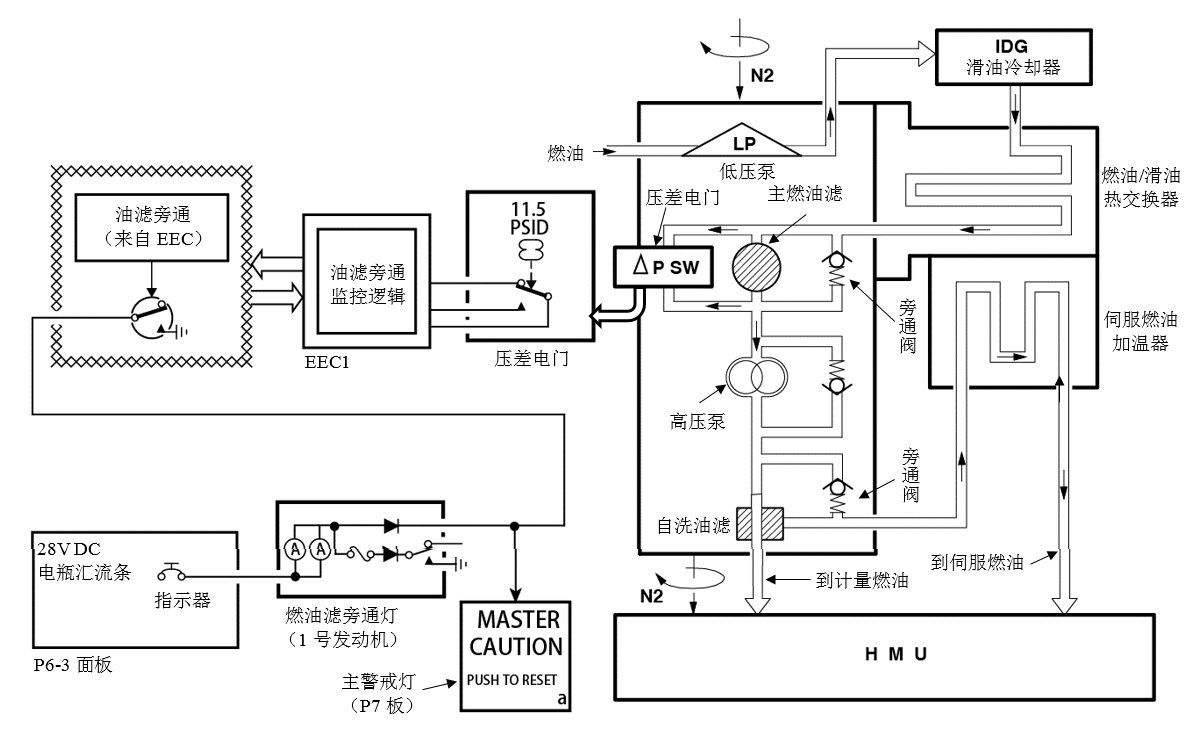 N2
IDG
滑油冷却器
燃油
LP
低压泵
主燃油滤
压差电门
燃油/滑油
热交换器
油滤旁通
（来自 EEC）
油滤旁通
监控逻辑
EEC1
11.5
PSID
压差电门
Δ P SW
旁通阀
伺服燃油
加温器
高压泵
旁通阀
自洗油滤
28V DC
电瓶汇流条
指示器
P6-3 面板
A
A
燃油滤旁通灯
（1 号发动机）
MASTER
CAUTION
PUSH TO RESET
a
主警戒灯
（P7 板）
N2
到计量燃油
到伺服燃油
H M U